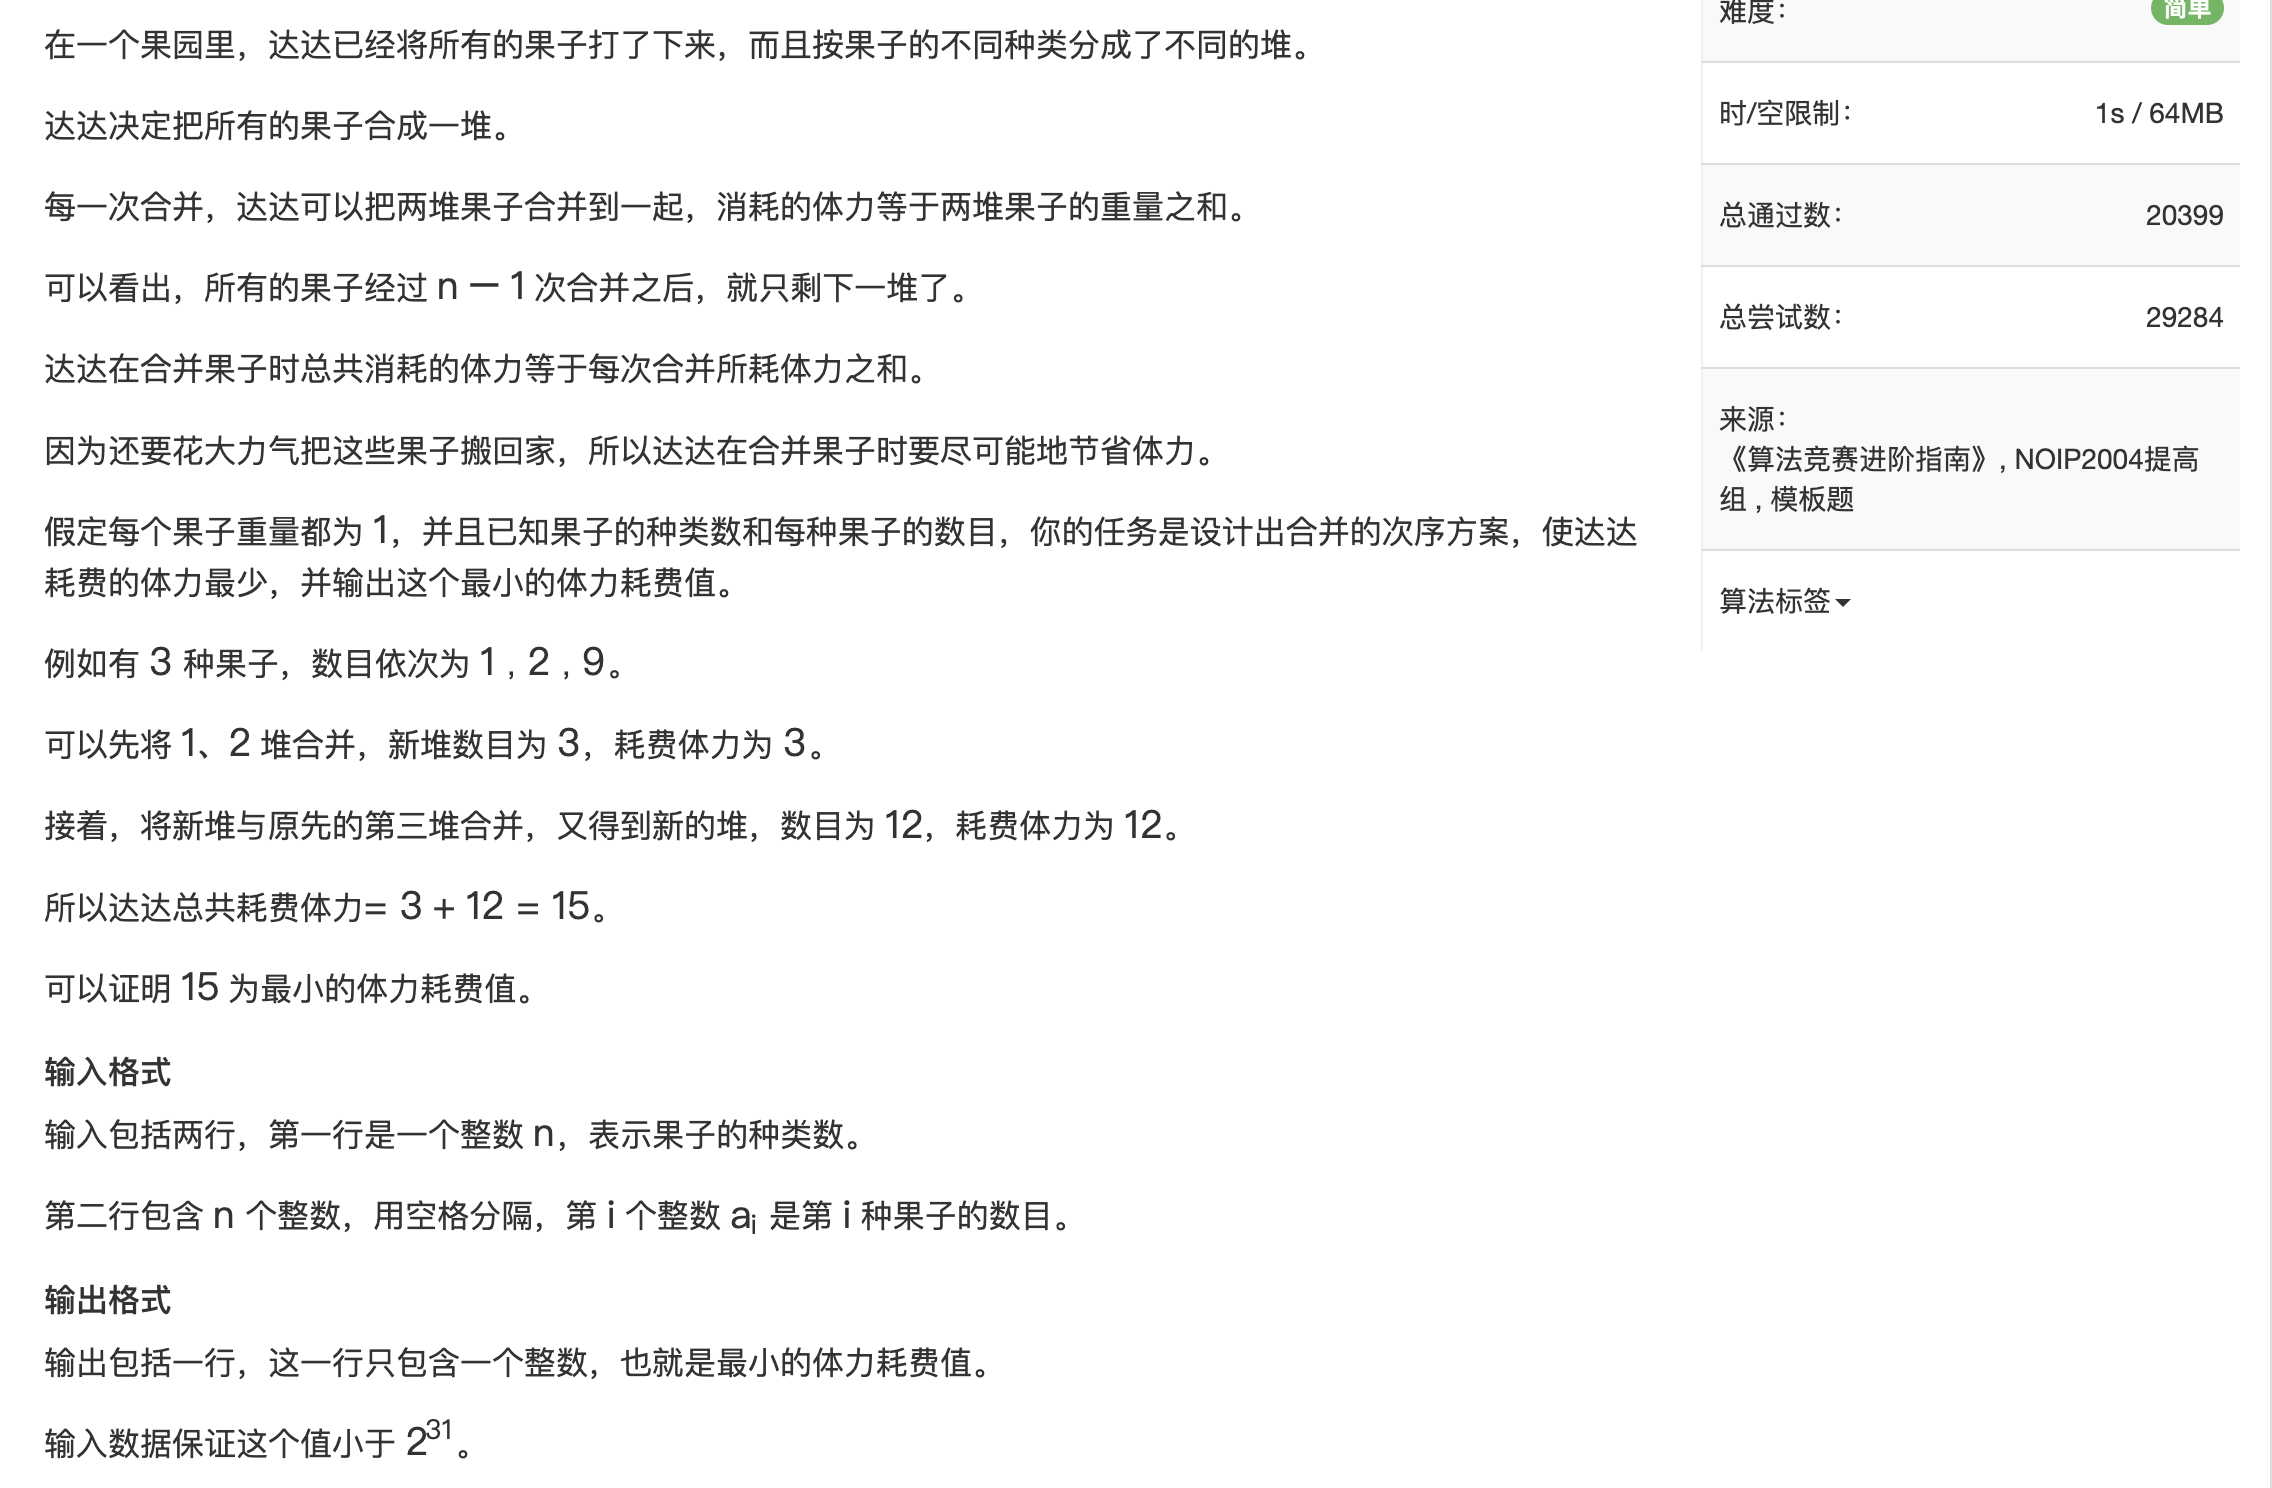 在一个果园里，达达已经将所有的果子打了下来，而且按果子的不同种类分成了不同的堆。
达达决定把所有的果子合成一堆。
每一次合并，达达可以把两堆果子合并到一起，消耗的体力等于两堆果子的重量之和。
可以看出，所有的果子经过 n − 1 次合并之后，就只剩下一堆了。
达达在合并果子时总共消耗的体力等于每次合并所耗体力之和。
因为还要花大力气把这些果子搬回家，所以达达在合并果子时要尽可能地节省体力。
假定每个果子重量都为 1，并且已知果子的种类数和每种果子的数目，你的任务是设计出合并的次序方案，使达达
耗费的体力最少，并输出这个最小的体力耗费值。
例如有 3 种果子，数目依次为 1 , 2 , 9。
可以先将 1、2 堆合并，新堆数目为 3，耗费体力为 3。
接着，将新堆与原先的第三堆合并，又得到新的堆，数目为 12，耗费体力为 12。
所以达达总共耗费体力= 3 + 12 = 15。
可以证明 15 为最小的体力耗费值。
输入格式
输入包括两行，第一行是一个整数 n，表示果子的种类数。
第二行包含 n 个整数，用空格分隔，第 i 个整数 aᵢ 是第 i 种果子的数目。
输出格式
输出包括一行，这一行只包含一个整数，也就是最小的体力耗费值。
输入数据保证这个值小于 2³¹。
难度： 简单
时/空限制： 1s / 64MB
总通过数： 20399
总尝试数： 29284
来源：
《算法竞赛进阶指南》, NOIP2004提高
组 , 模板题
算法标签